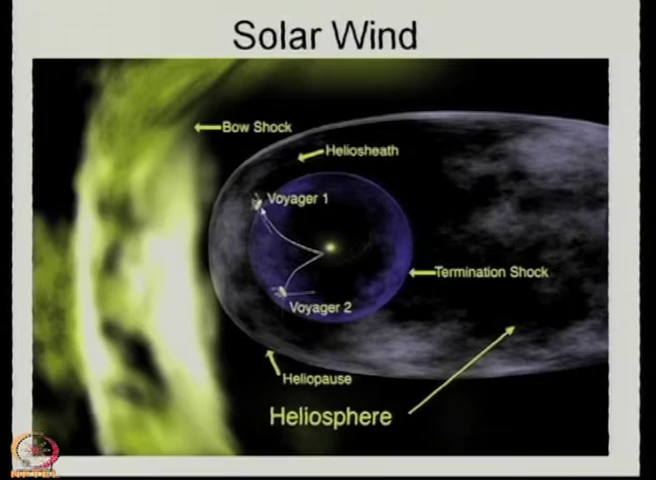 Solar Wind
Bow Shock
Heliosheath
Voyager 1
Termination Shock
Voyager 2
Heliopause
Heliosphere